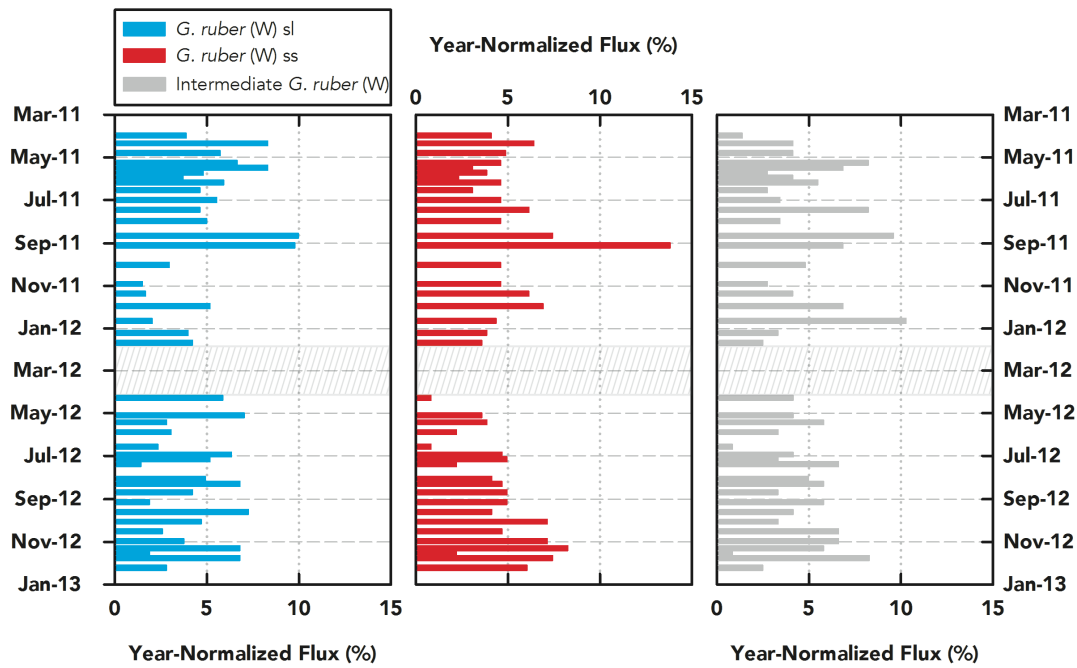 G. ruber (W) sl
G. ruber (W) ss
Intermediate G. ruber (W)
Year-Normalized Flux (%)
0 5 10 15
Mar-11 Mar-11
May-11 May-11
Jul-11 Jul-11
Sep-11 Sep-11
Nov-11 Nov-11
Jan-12 Jan-12
Mar-12 Mar-12
May-12 May-12
Jul-12 Jul-12
Sep-12 Sep-12
Nov-12 Nov-12
Jan-13 Jan-13
0 5 10 15 0 5 10 15
Year-Normalized Flux (%) Year-Normalized Flux (%)